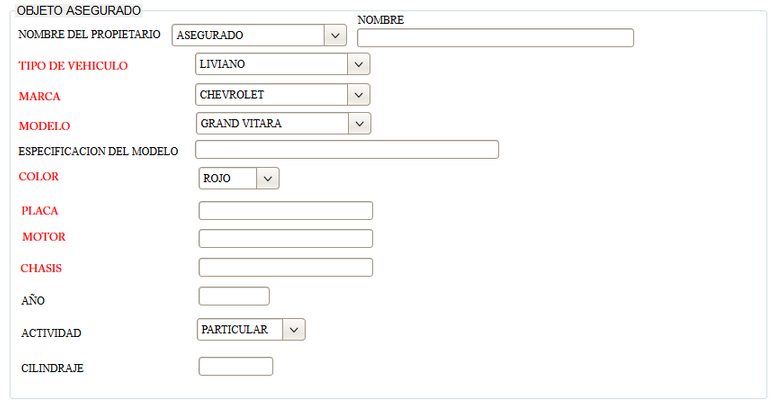 OBJETO ASEGURADO
NOMBRE
NOMBRE DEL PROPIETARIO ASEGURADO
TIPO DE VEHICULO LIVIANO
MARCA CHEVROLET
MODELO GRAND VITARA
ESPECIFICACION DEL MODELO
COLOR ROJO
PLACA
MOTOR
CHASIS
AÑO
ACTIVIDAD PARTICULAR
CILINDRAJE